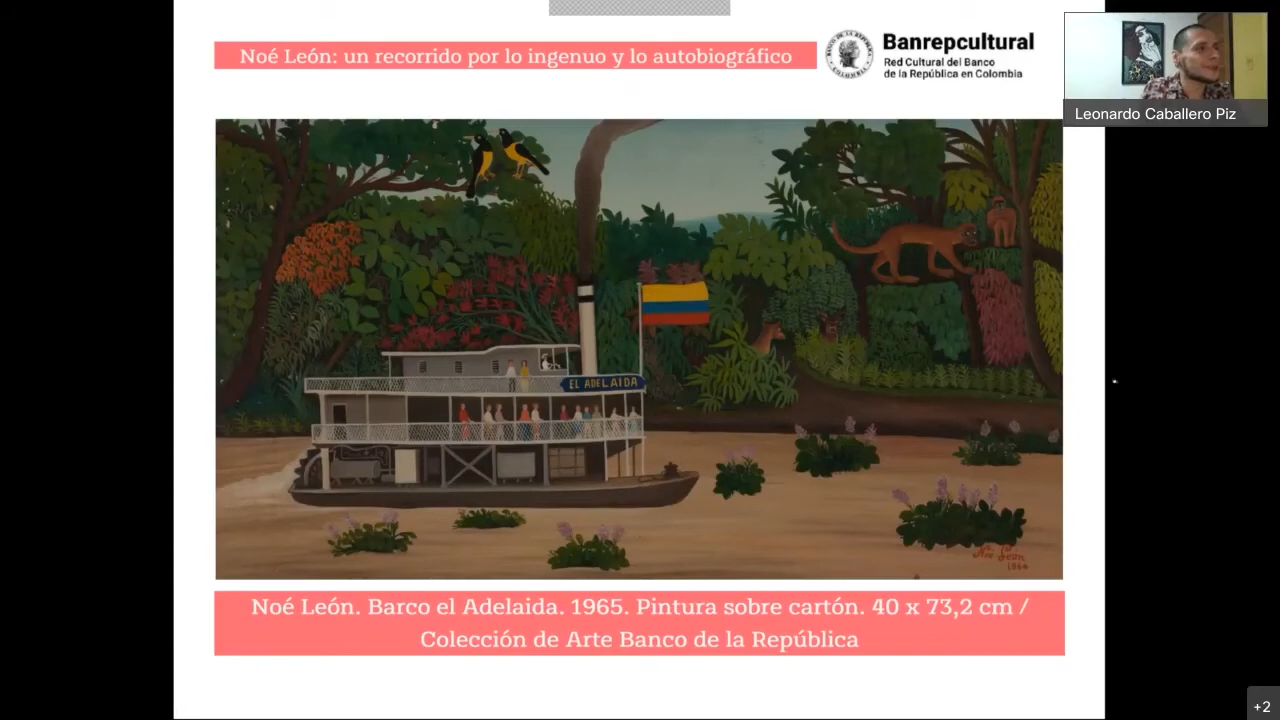 Noé León: un recorrido por lo ingenuo y lo autobiográfico
Banrepcultural
Red Cultural del Banco
de la República en Colombia
Leonardo Caballero Piz
EL ADELAIDA
Noé León
Noé León. Barco el Adelaida. 1965. Pintura sobre cartón. 40 x 73,2 cm /
Colección de Arte Banco de la República
+2